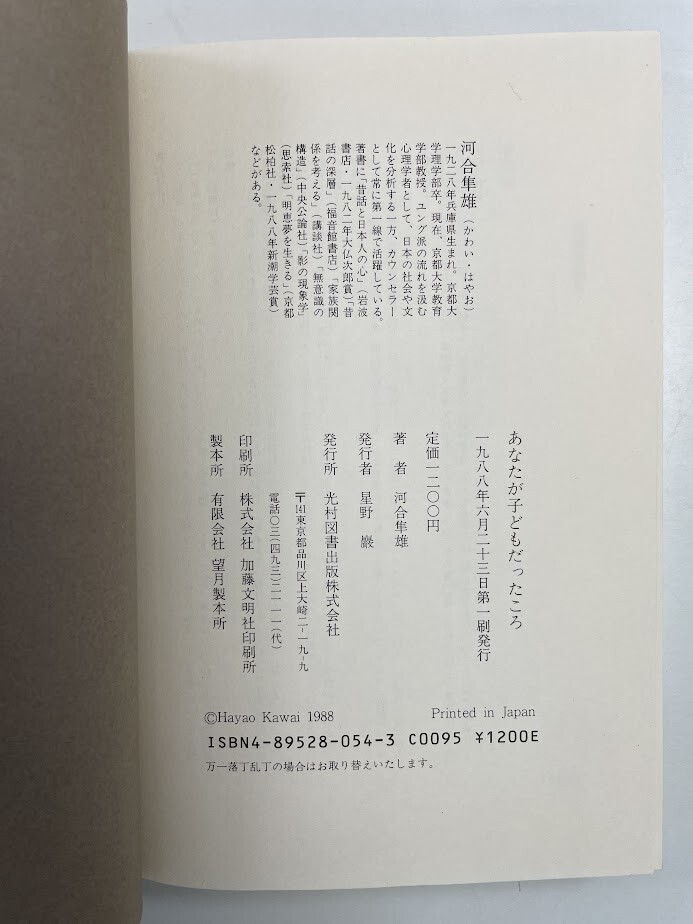 河合隼雄（かわい・はやお）
一九二八年兵庫県生まれ。京都大
学理学部卒。現在、京都大学教育
学部教授。ユング派の流れを汲む
心理学者として、日本の社会や文
化を分析する一方、カウンセラー
として常に第一線で活躍している。
著書に「昔話と日本人の心」（岩波
書店・一九八二年大仏次郎賞）「昔
話の深層」（福音館書店）「家族関
係を考える」（講談社）「無意識の
構造」（中央公論社）「影の現象学」
（思索社）「明恵夢を生きる」（京都
松柏社・一九八八年新潮学芸賞）
などがある。
あなたが子どもだったころ
一九八八年六月二十三日第一刷発行
定価一二〇〇円
著 者 河合隼雄
発行者 星野 巖
発行所 光村図書出版株式会社
〒141東京都品川区上大崎二-一九-九
電話〇三（四九三）二一一一（代）
印刷所 株式会社 加藤文明社印刷所
製本所 有限会社 望月製本所
©Hayao Kawai 1988 Printed in Japan
ISBN4-89528-054-3 C0095 ¥1200E
万一落丁乱丁の場合はお取り替えいたします。